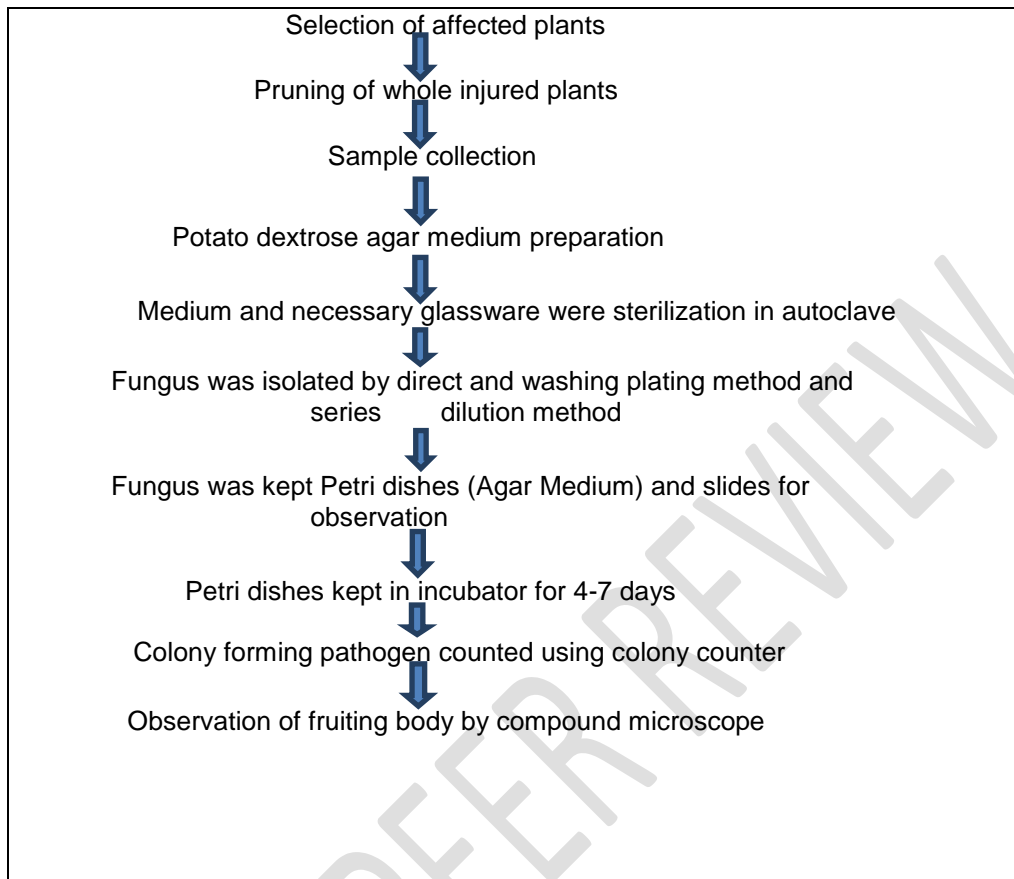 Selection of affected plants
Pruning of whole injured plants
Sample collection
Potato dextrose agar medium preparation
Medium and necessary glassware were sterilization in autoclave
Fungus was isolated by direct and washing plating method and
series dilution method
Fungus was kept Petri dishes (Agar Medium) and slides for
observation
Petri dishes kept in incubator for 4-7 days
Colony forming pathogen counted using colony counter
Observation of fruiting body by compound microscope
EER REVIEW